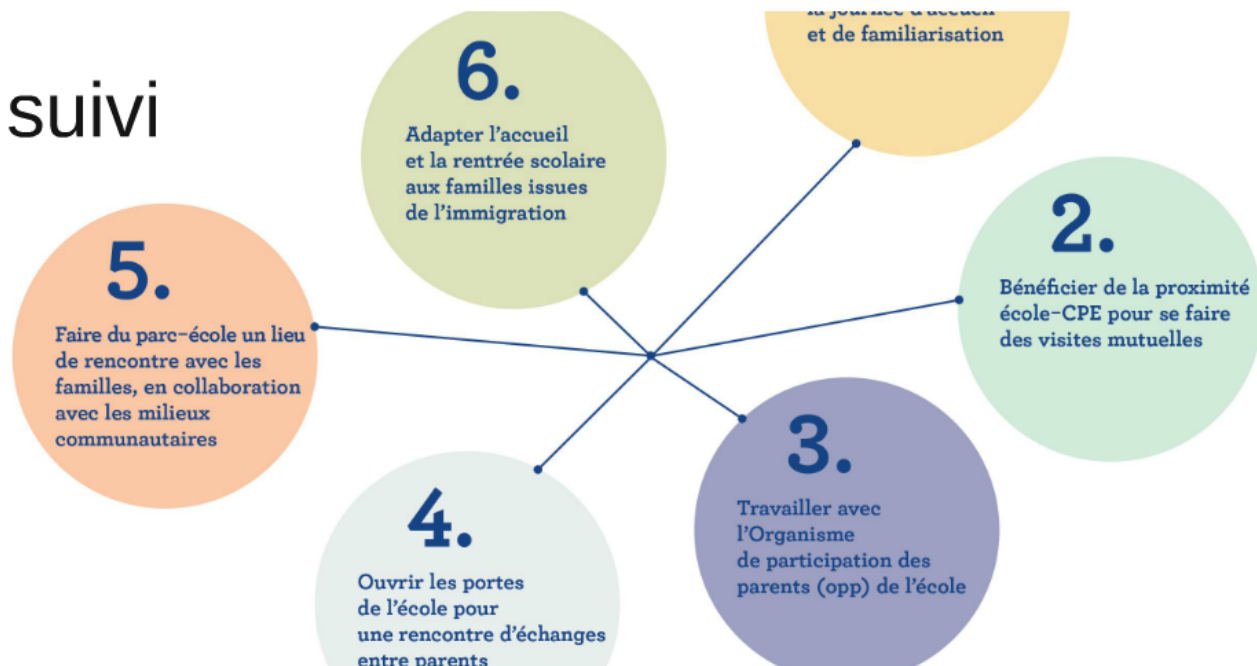 suivi
la journée d'accueil
et de familiarisation
2.
Bénéficier de la proximité
école-CPE pour se faire
des visites mutuelles
3.
Travailler avec
l'Organisme
de participation des
parents (opp) de l'école
4.
Ouvrir les portes
de l'école pour
une rencontre d'échanges
entre parents
5.
Faire du parc-école un lieu
de rencontre avec les
familles, en collaboration
avec les milieux
communautaires
6.
Adapter l'accueil
et la rentrée scolaire
aux familles issues
de l'immigration